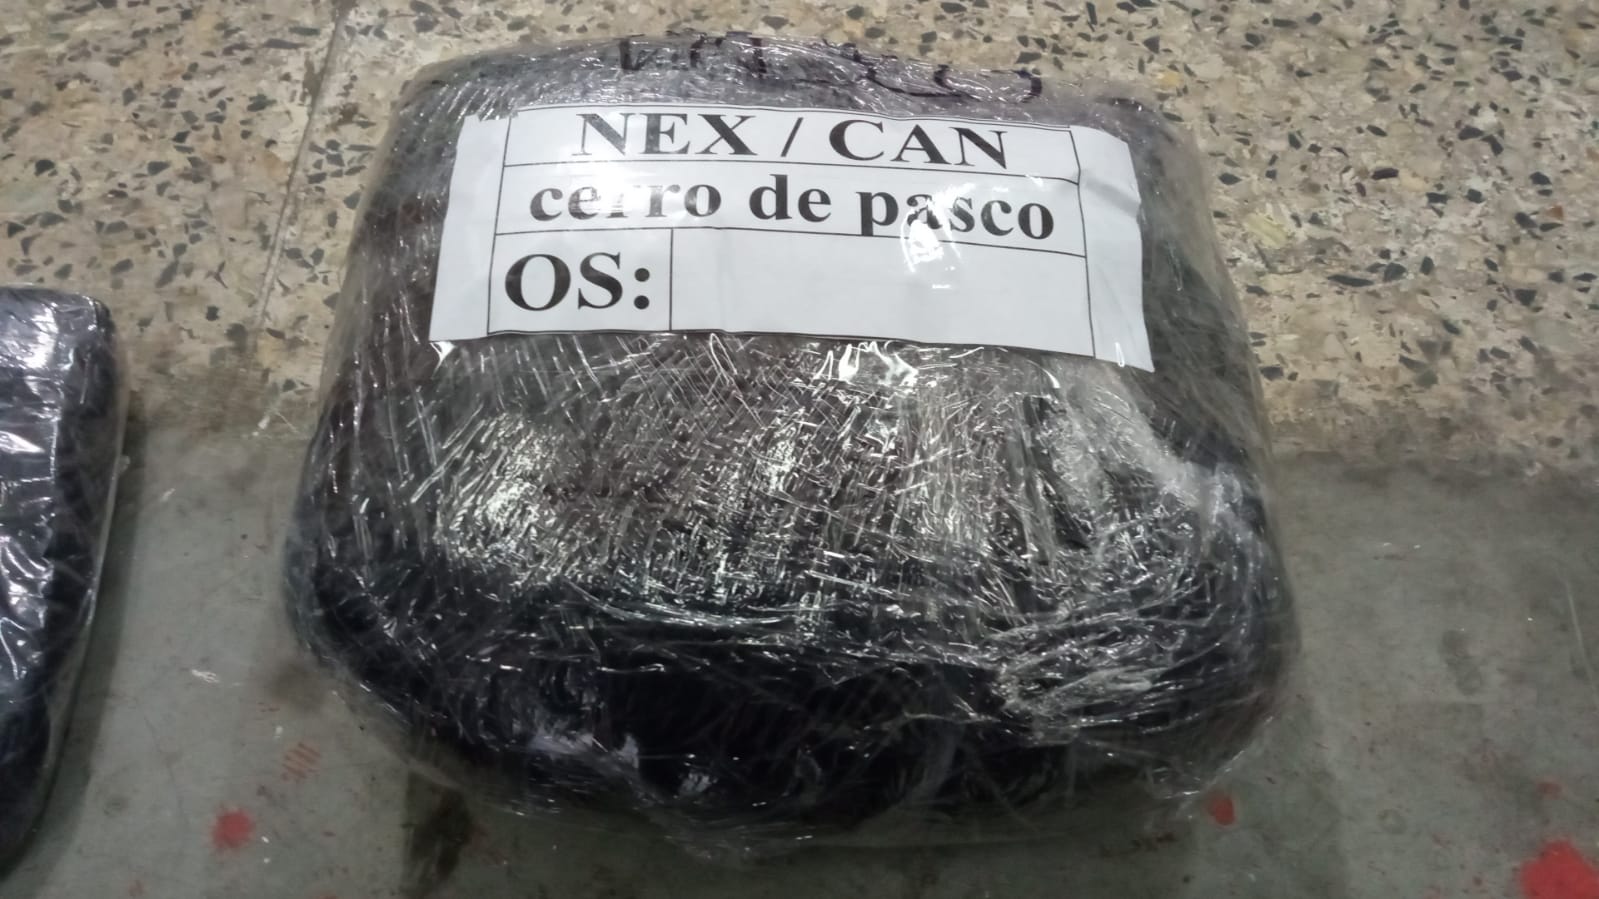 NEX / CAN
cerro de pasco
OS: